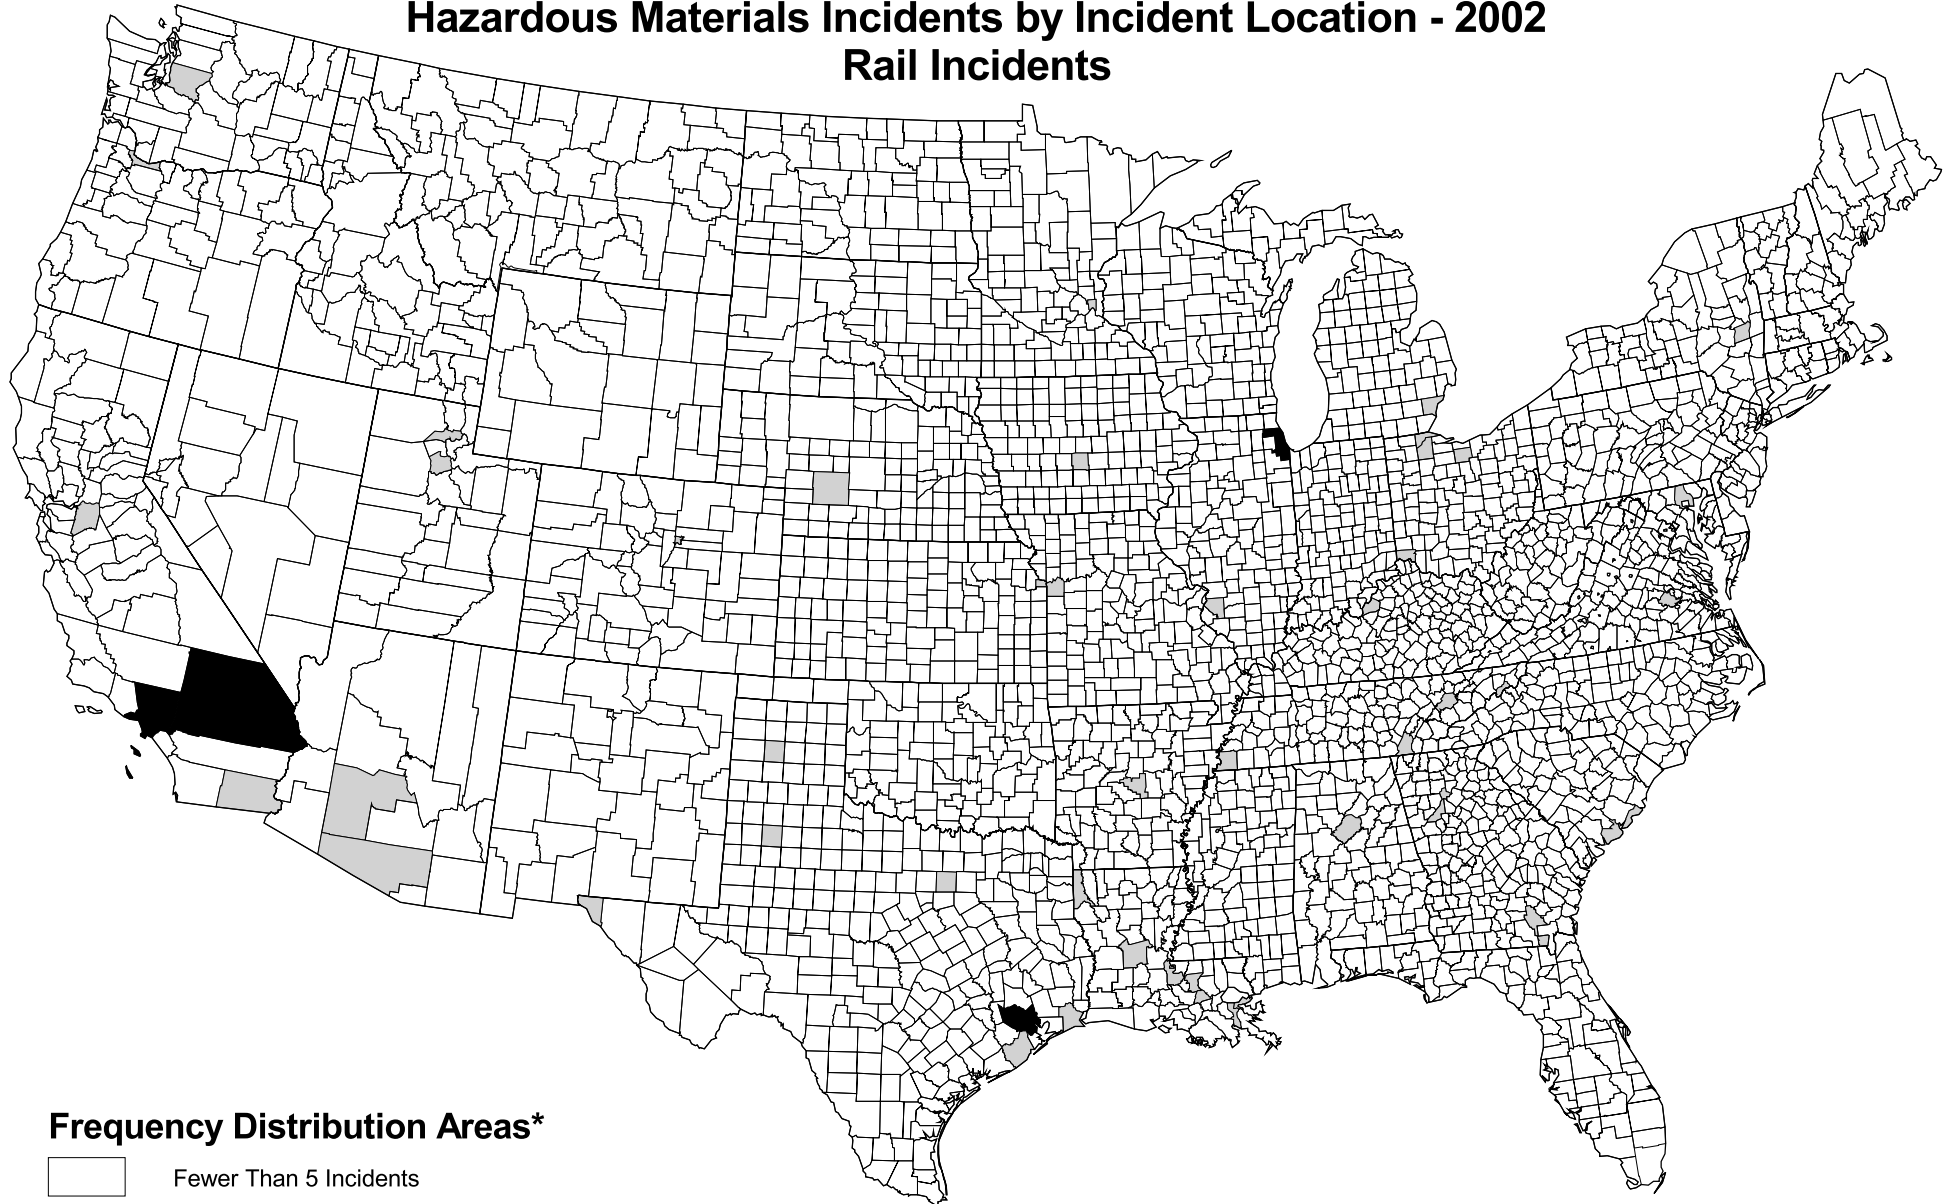 Hazardous Materials Incidents by Incident Location - 2002
Rail Incidents
Frequency Distribution Areas*
Fewer Than 5 Incidents